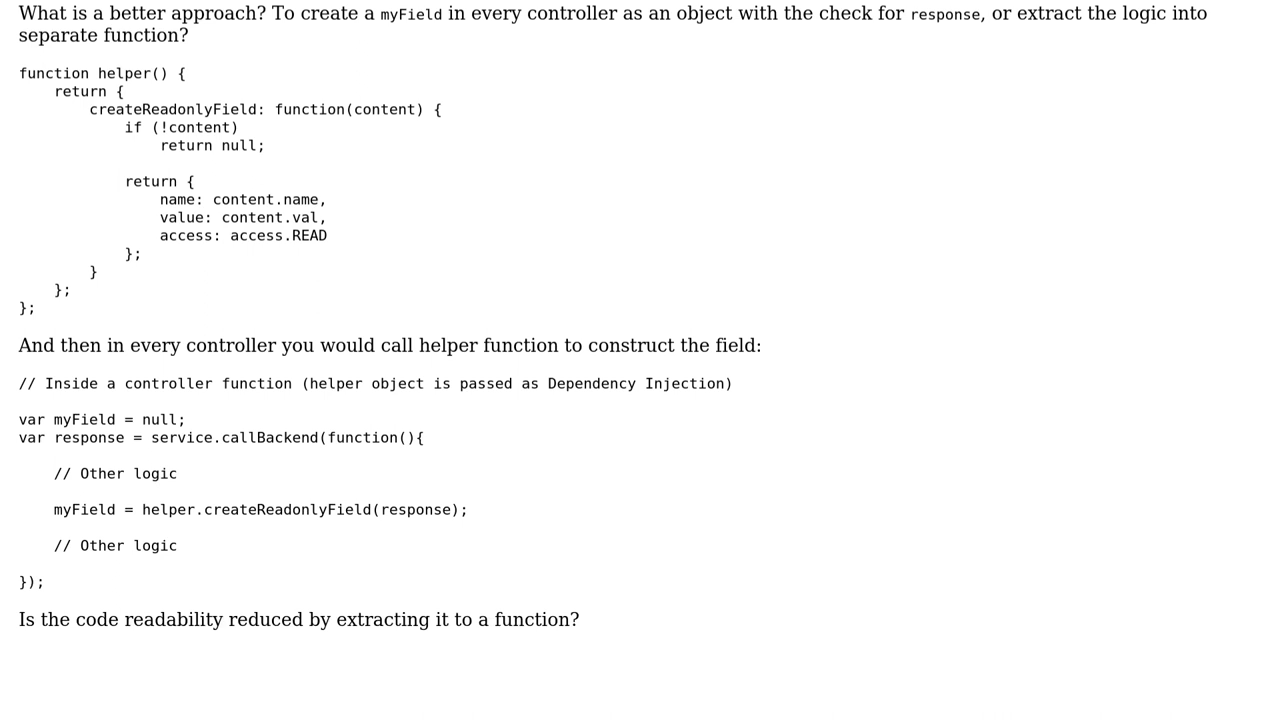 What is a better approach? To create a myField in every controller as an object with the check for response, or extract the logic into
separate function?
function helper() {
    return {
        createReadonlyField: function(content) {
            if (!content)
                return null;
            return {
                name: content.name,
                value: content.val,
                access: access.READ
            };
        }
    };
};
And then in every controller you would call helper function to construct the field:
// Inside a controller function (helper object is passed as Dependency Injection)
var myField = null;
var response = service.callBackend(function(){
    // Other logic
    myField = helper.createReadonlyField(response);
    // Other logic
});
Is the code readability reduced by extracting it to a function?